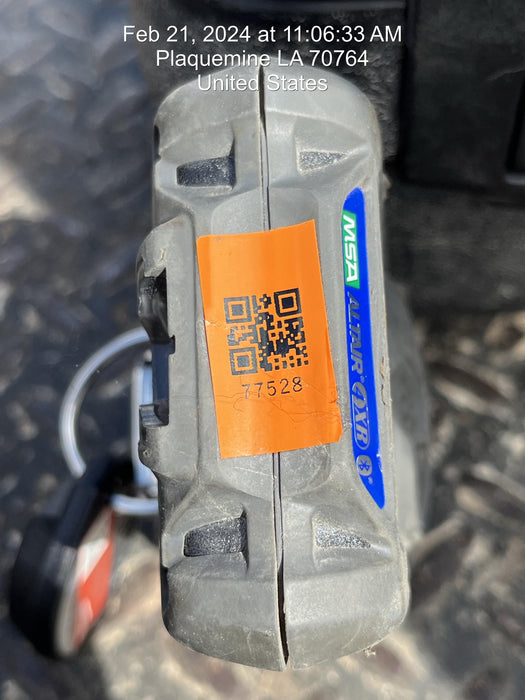 Feb 21, 2024 at 11:06:33 AM
Plaquemine LA 70764
United States
77528
MSA ALTAIR 4XR